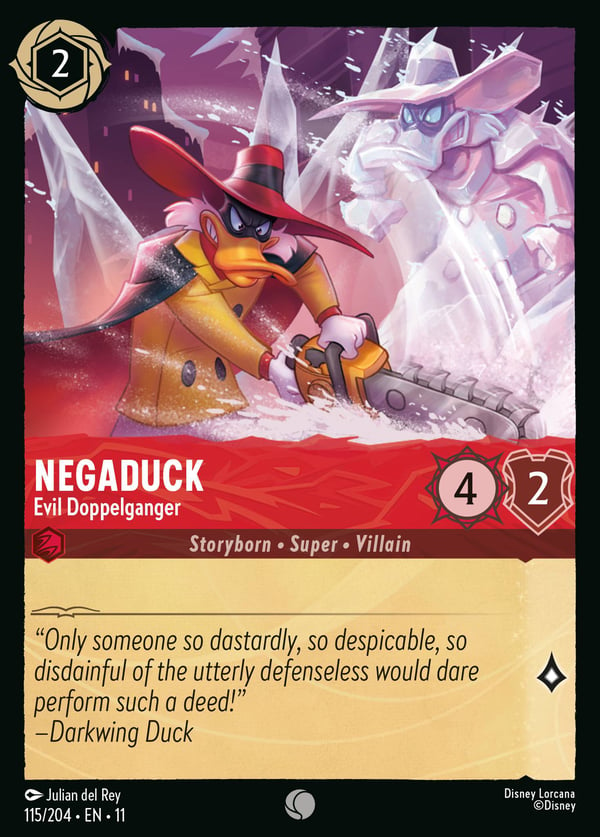 2
NEGADUCK
Evil Doppelganger
4
2
Storyborn • Super • Villain
“Only someone so dastardly, so despicable, so
disdainful of the utterly defenseless would dare
perform such a deed!”
–Darkwing Duck
Julian del Rey
115/204 • EN • 11
Disney Lorcana
©Disney